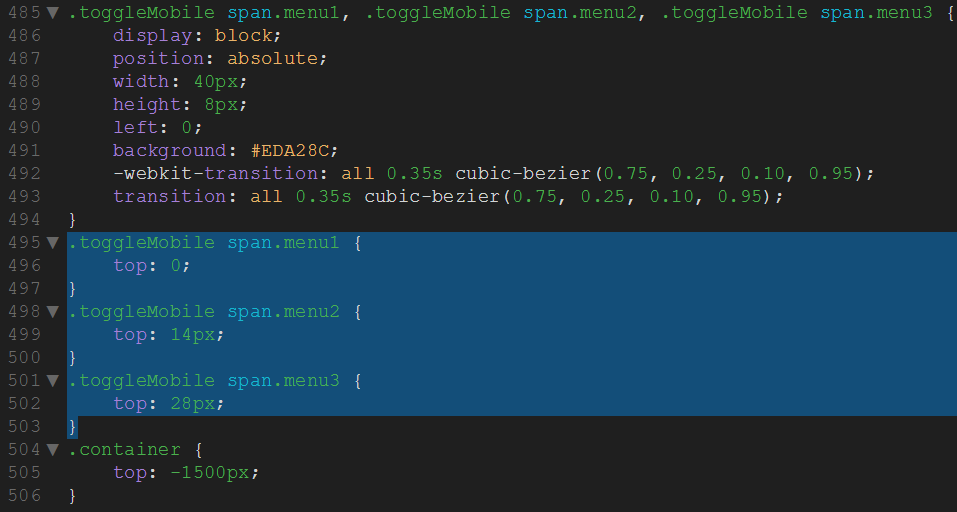 485 ▼ .toggleMobile span.menu1, .toggleMobile span.menu2, .toggleMobile span.menu3 {
486     display: block;
487     position: absolute;
488     width: 40px;
489     height: 8px;
490     left: 0;
491     background: #EDA28C;
492     -webkit-transition: all 0.35s cubic-bezier(0.75, 0.25, 0.10, 0.95);
493     transition: all 0.35s cubic-bezier(0.75, 0.25, 0.10, 0.95);
494 }
495 ▼ .toggleMobile span.menu1 {
496     top: 0;
497 }
498 ▼ .toggleMobile span.menu2 {
499     top: 14px;
500 }
501 ▼ .toggleMobile span.menu3 {
502     top: 28px;
503 }
504 ▼ .container {
505     top: -1500px;
506 }